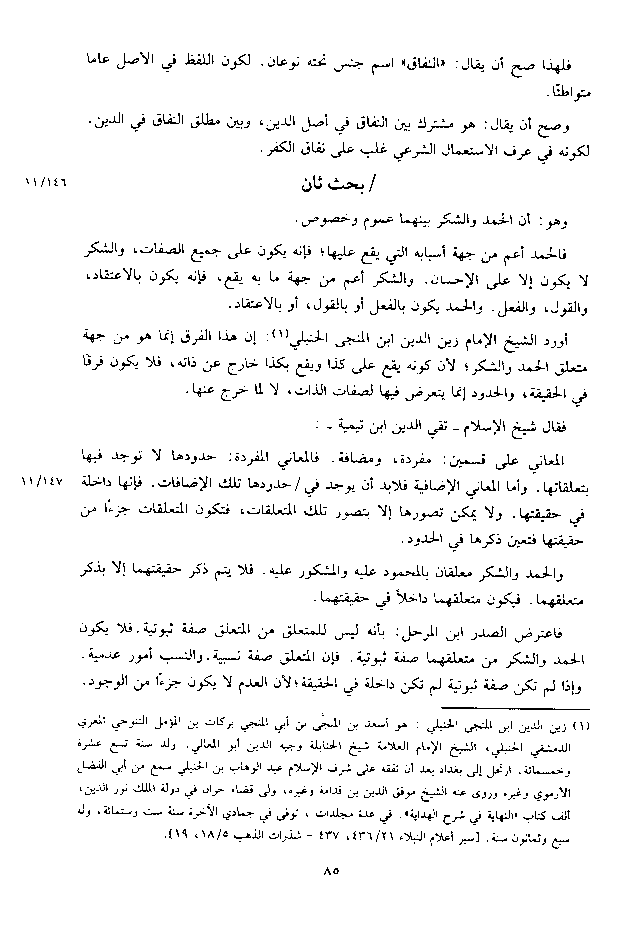 فلهذا صح أن يقال: «النفاق» اسم جنس تحته نوعان. لكون اللفظ في الأصل عاما
متواطئًا.
وصح أن يقال: هو مشترك بين النفاق في أصل الدين، وبين مطلق النفاق في الدين.
لكونه في عرف الاستعمال الشرعي غلب على نفاق الكفر.
/ بحث ثان
١١/١٤٦
وهو: أن الحمد والشكر بينهما عموم وخصوص.
فالحمد أعم من جهة أسبابه التي يقع عليها؛ فإنه يكون على جميع الصفات، والشكر
لا يكون إلا على الإحسان. والشكر أعم من جهة ما به يقع، فإنه يكون بالاعتقاد،
والقول، والفعل. والحمد يكون بالفعل أو بالقول، أو بالاعتقاد.
أورد الشيخ الإمام زين الدين ابن المنجى الحنبلي(١): إن هذا الفرق إنما هو من جهة
متعلق الحمد والشكر؛ لأن كونه يقع على كذا ويقع بكذا خارج عن ذاته، فلا يكون فرقًا
في الحقيقة، والحدود إنما يتعرض فيها لصفات الذات، لا لما خرج عنها.
فقال شيخ الإسلام ـ تقي الدين ابن تيمية ـ :
المعاني على قسمين: مفردة، ومضافة. فالمعاني المفردة: حدودها لا توجد فيها
بتعلقاتها. وأما المعاني الإضافية فلابد أن يوجد في / حدودها تلك الإضافات. فإنها داخلة
١١/١٤٧
في حقيقتها. ولا يمكن تصورها إلا بتصور تلك المتعلقات، فتكون المتعلقات جزءًا من
حقيقتها فتعين ذكرها في الحدود.
والحمد والشكر معلقان بالمحمود عليه والمشكور عليه. فلا يتم ذكر حقيقتهما إلا بذكر
متعلقهما. فيكون متعلقهما داخلاً في حقيقتهما.
فاعترض الصدر ابن المرحل: بأنه ليس للمتعلق من المتعلق صفة ثبوتية. فلا يكون
الحمد والشكر من متعلقهما صفة ثبوتية. فإن المتعلق صفة نسبية. والنسب أمور عدمية.
وإذا لم تكن صفة ثبوتية لم تكن داخلة في الحقيقة؛ لأن العدم لا يكون جزءًا من الوجود.
(١) زين الدين ابن المنجى الحنبلي : هو أسعد بن المنجَّى بن أبي المنجي بركات بن المؤمل التنوخي المعري
الدمشقي الحنبلي، الشيخ الإمام العلامة شيخ الحنابلة وجيه الدين أبو المعالي. ولد سنة تسع عشرة
وخمسمائة. ارتحل إلى بغداد بعد أن تفقه على شرف الإسلام عبد الوهاب بن الحنبلي سمع من أبي الفضل
الأرموي وغيره وروى عنه الشيخ موفق الدين بن قدامة وغيره، ولى قضاء حران في دولة الملك نور الدين،
ألف كتاب «النهاية في شرح الهداية». في عدة مجلدات ، توفى في جمادي الآخرة سنة ست وستمائة، وله
سبع وثمانون سنة. [سير أعلام النبلاء ٤٣٦/٢١، ٤٣٧ - شذرات الذهب ١٨/٥، ١٩].
٨٥